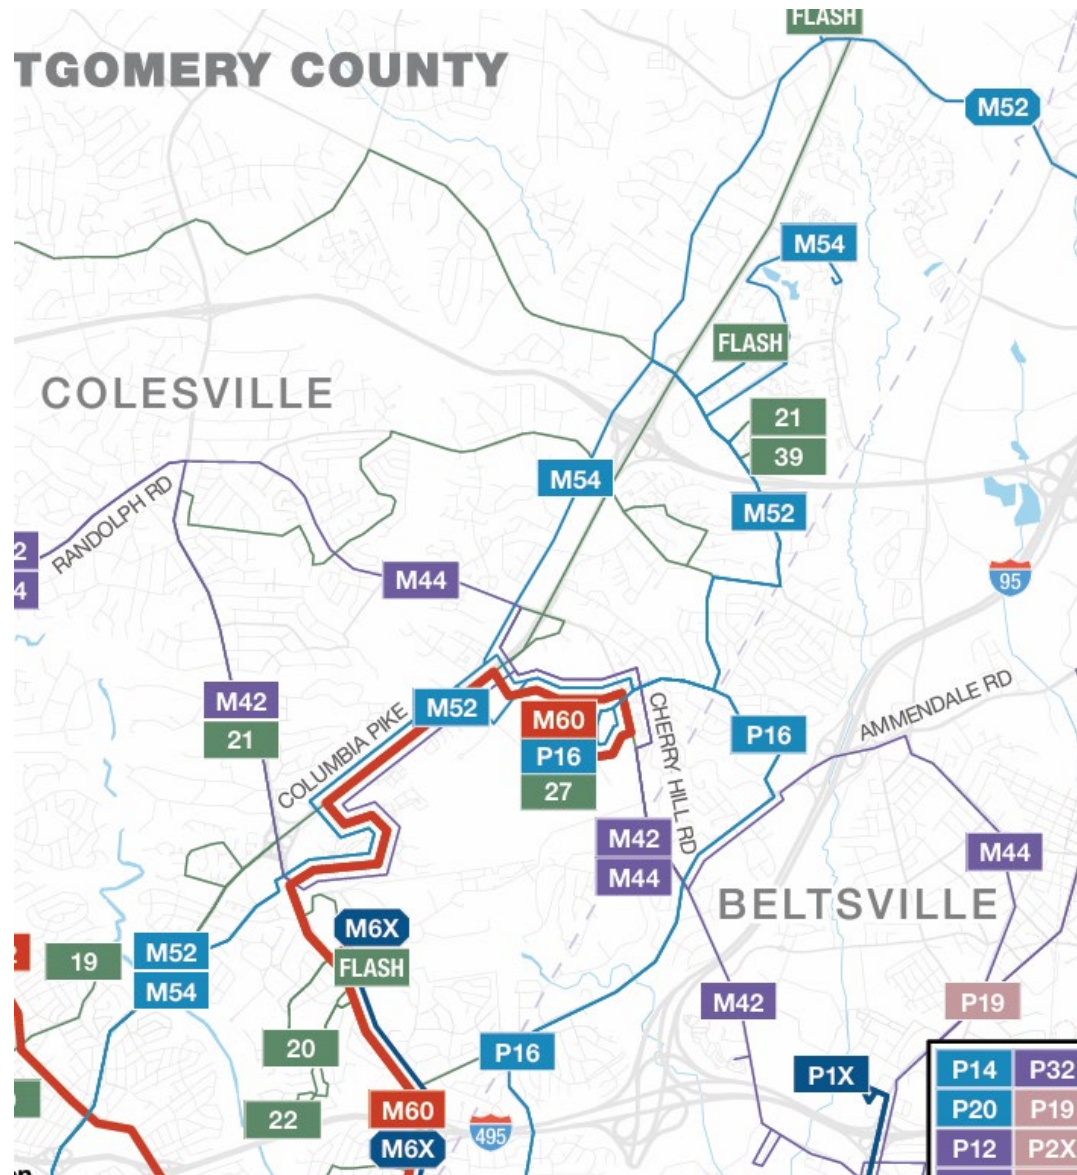 FLASH
TGOMERY COUNTY
M52
M54
FLASH
COLESVILLE
21
39
M54
M52
RANDOLPH RD
2
4
M44
95
M42
21
COLUMBIA PIKE
M52
M60
P16
27
CHERRY HILL RD
P16
AMMENDALE RD
M42
M44
M44
BELTSVILLE
M6X
FLASH
19
M52
M54
M42
P19
20
P16
P1X
22
M60
M6X
495
P14 P32
P20 P19
P12 P2X